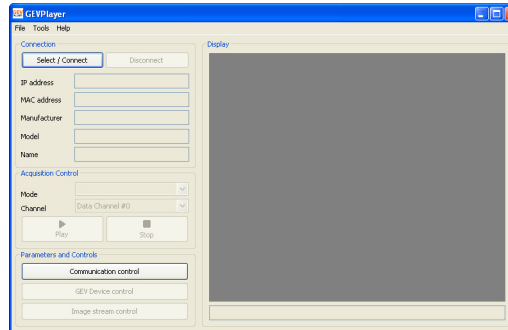 GEVPlayer
File Tools Help
Connection
Select / Connect
Disconnect
IP address
MAC address
Manufacturer
Model
Name
Acquisition Control
Mode
Channel
Data Channel #0
Play
Stop
Parameters and Controls
Communication control
GEV Device control
Image stream control
Display